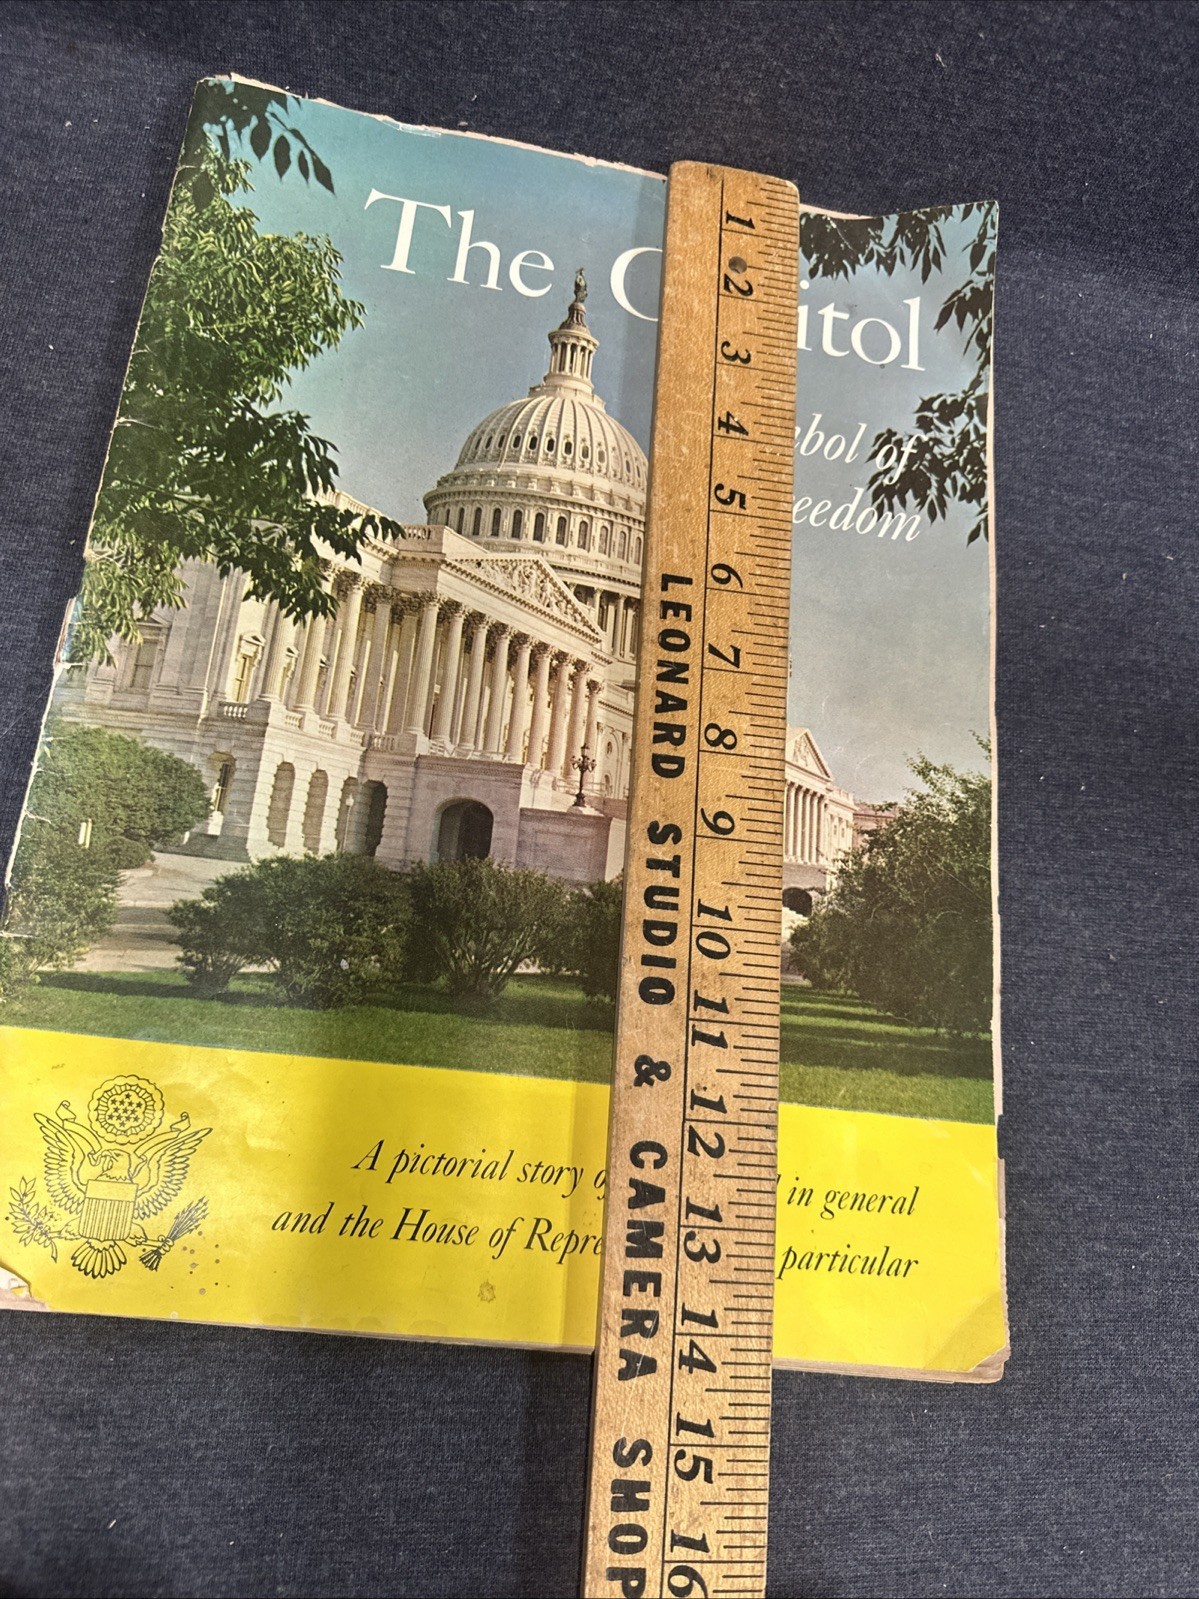 The C itol
bol of
eedom
A pictorial story o in general
and the House of Repre particular
1 2 3 4 5 6 7 8 9 10 11 12 13 14 15 16
LEONARD STUDIO & CAMERA SHOP